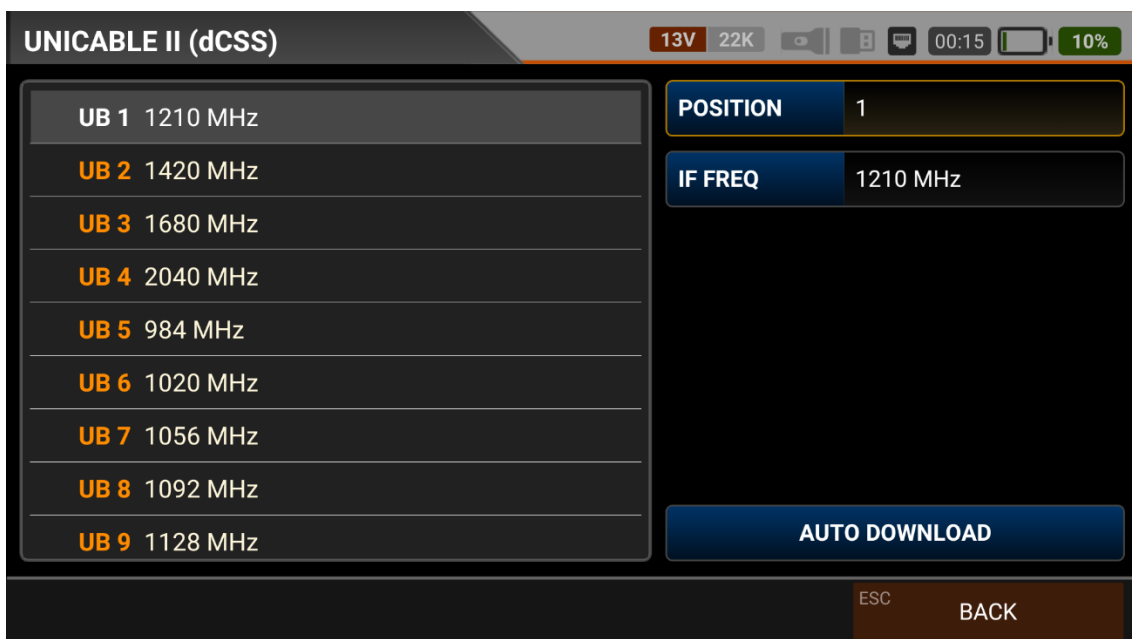 UNICABLE II (dCSS)
13V 22K 00:15 10%
UB 1 1210 MHz
UB 2 1420 MHz
UB 3 1680 MHz
UB 4 2040 MHz
UB 5 984 MHz
UB 6 1020 MHz
UB 7 1056 MHz
UB 8 1092 MHz
UB 9 1128 MHz
POSITION 1
IF FREQ 1210 MHz
AUTO DOWNLOAD
ESC BACK